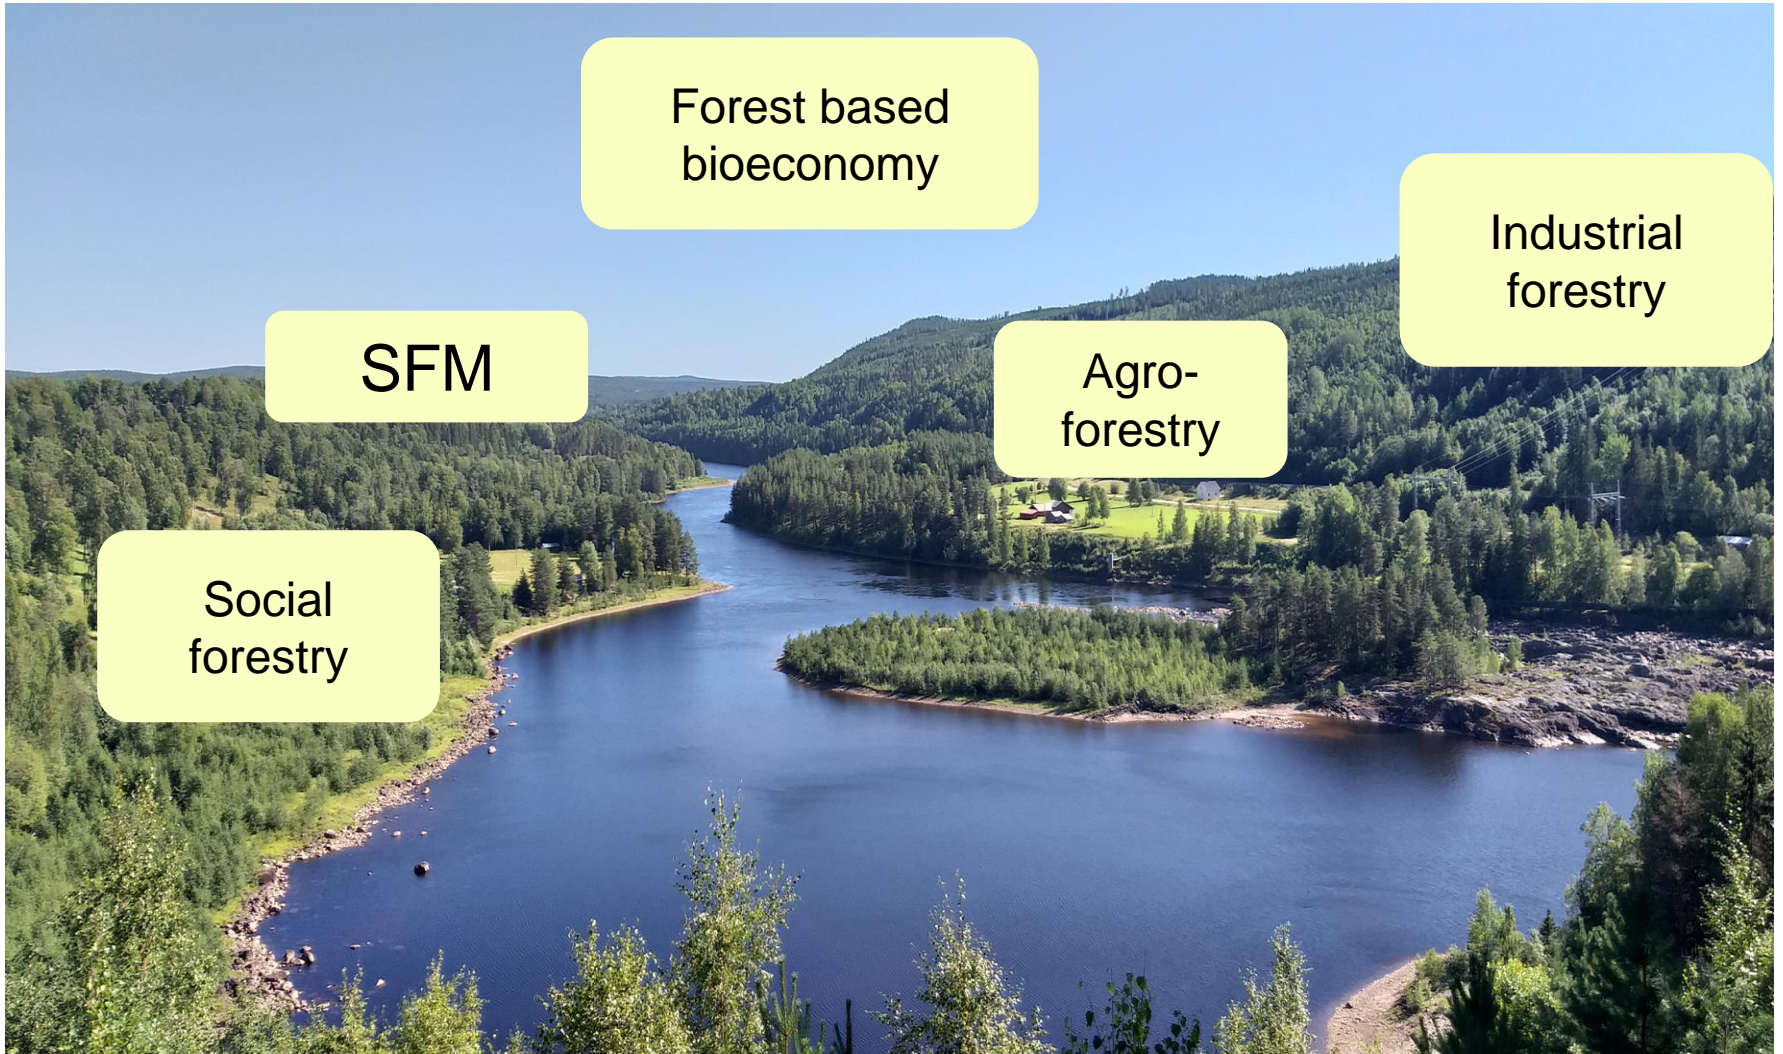 Forest based
bioeconomy
Industrial
forestry
SFM
Agro-
forestry
Social
forestry